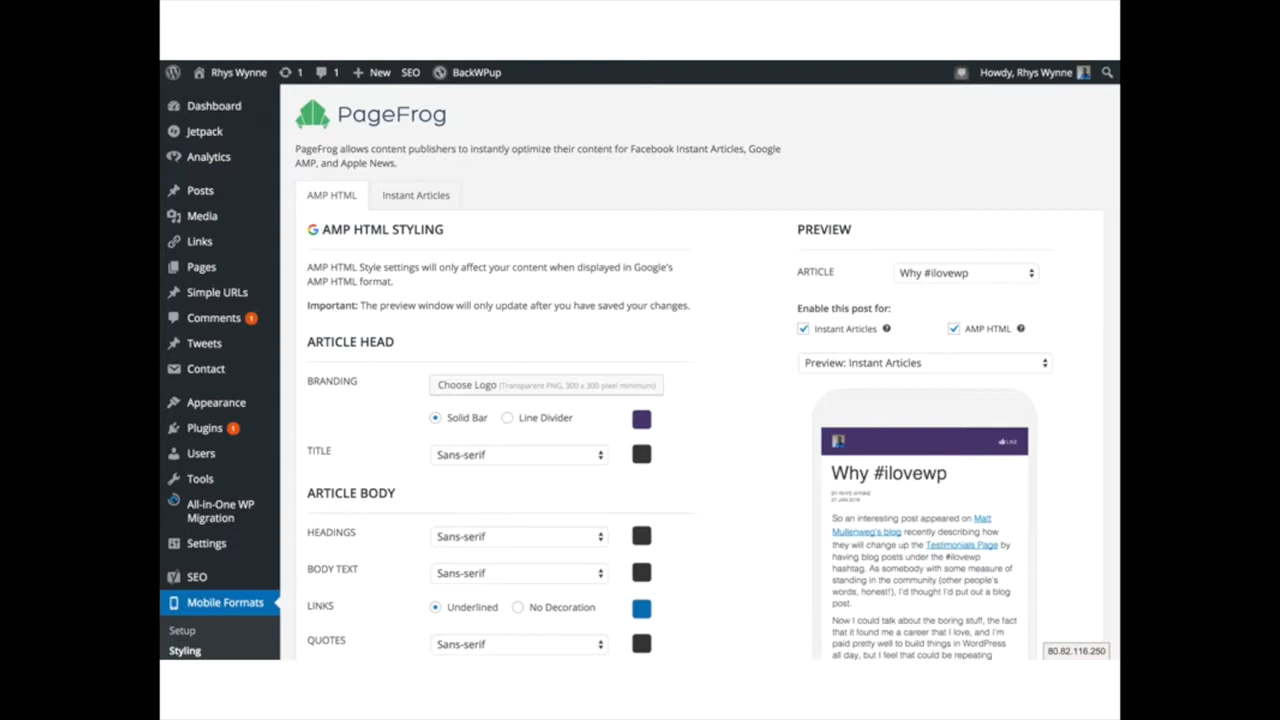 Rhys Wynne 1 1 New SEO BackWPup Howdy, Rhys Wynne
Dashboard
Jetpack
Analytics
Posts
Media
Links
Pages
Simple URLs
Comments 1
Tweets
Contact
Appearance
Plugins 1
Users
Tools
All-in-One WP
Migration
Settings
SEO
Mobile Formats
Setup
Styling
PageFrog
PageFrog allows content publishers to instantly optimize their content for Facebook Instant Articles, Google
AMP, and Apple News.
AMP HTML Instant Articles
AMP HTML STYLING
AMP HTML Style settings will only affect your content when displayed in Google's
AMP HTML format.
Important: The preview window will only update after you have saved your changes.
ARTICLE HEAD
BRANDING Choose Logo (Transparent PNG, 300 x 300 pixel minimum)
Solid Bar Line Divider
TITLE Sans-serif
ARTICLE BODY
HEADINGS Sans-serif
BODY TEXT Sans-serif
LINKS Underlined No Decoration
QUOTES Sans-serif
PREVIEW
ARTICLE Why #ilovewp
Enable this post for:
Instant Articles AMP HTML
Preview: Instant Articles
LIKE
Why #ilovewp
BY RHYS WYNNE
27 JAN 2016
So an interesting post appeared on Matt
Mullenweg's blog recently describing how
they will change up the Testimonials Page by
having blog posts under the #ilovewp
hashtag. As somebody with some measure of
standing in the community (other people's
words, honest!), I'd thought I'd put out a blog
post.
Now I could talk about the boring stuff, the fact
that it found me a career that I love, and I'm
paid pretty well to build things in WordPress
all day, but I feel that could be repeating
80.82.116.250